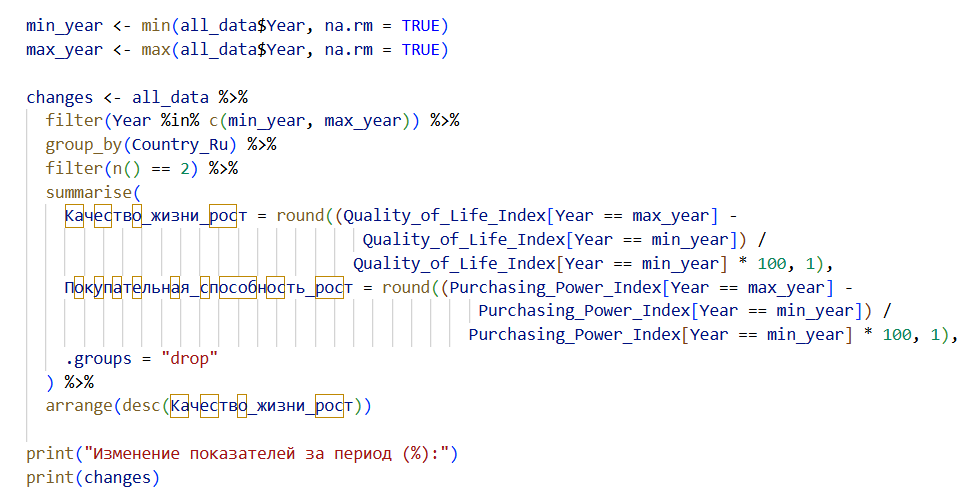 min_year <- min(all_data$Year, na.rm = TRUE)
max_year <- max(all_data$Year, na.rm = TRUE)
changes <- all_data %>%
filter(Year %in% c(min_year, max_year)) %>%
group_by(Country_Ru) %>%
filter(n() == 2) %>%
summarise(
Качество_жизни_рост = round((Quality_of_Life_Index[Year == max_year] -
Quality_of_Life_Index[Year == min_year]) /
Quality_of_Life_Index[Year == min_year] * 100, 1),
Покупательная_способность_рост = round((Purchasing_Power_Index[Year == max_year] -
Purchasing_Power_Index[Year == min_year]) /
Purchasing_Power_Index[Year == min_year] * 100, 1),
.groups = "drop"
) %>%
arrange(desc(Качество_жизни_рост))
print("Изменение показателей за период (%):")
print(changes)